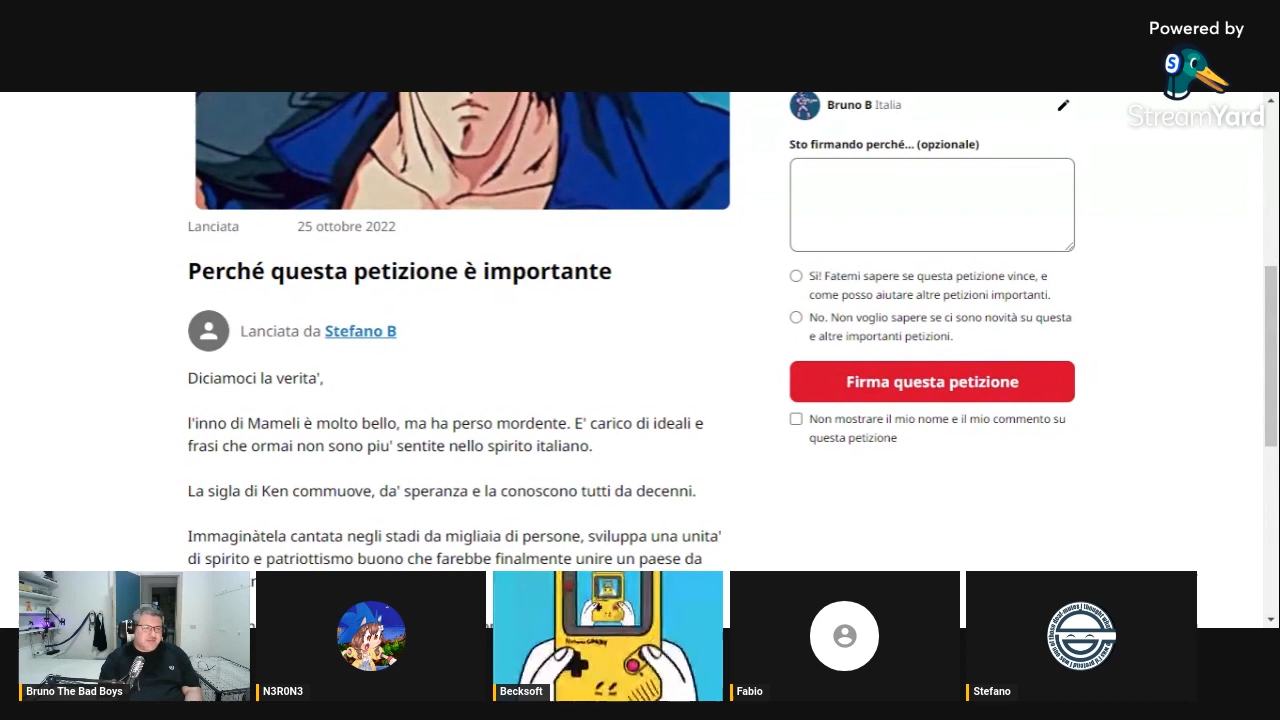 Powered by
StreamYard
Lanciata 25 ottobre 2022
Perché questa petizione è importante
Lanciata da Stefano B
Diciamoci la verita',
l'inno di Mameli è molto bello, ma ha perso mordente. E' carico di ideali e
frasi che ormai non sono piu' sentite nello spirito italiano.
La sigla di Ken commuove, da' speranza e la conoscono tutti da decenni.
Immaginàtela cantata negli stadi da migliaia di persone, sviluppa una unita'
di spirito e patriottismo buono che farebbe finalmente unire un paese da
Bruno B Italia
Sto firmando perché... (opzionale)
Sì! Fatemi sapere se questa petizione vince, e
come posso aiutare altre petizioni importanti.
No. Non voglio sapere se ci sono novità su questa
e altre importanti petizioni.
Firma questa petizione
Non mostrare il mio nome e il mio commento su
questa petizione
Bruno The Bad Boys
N3R0N3
Becksoft
Fabio
Stefano